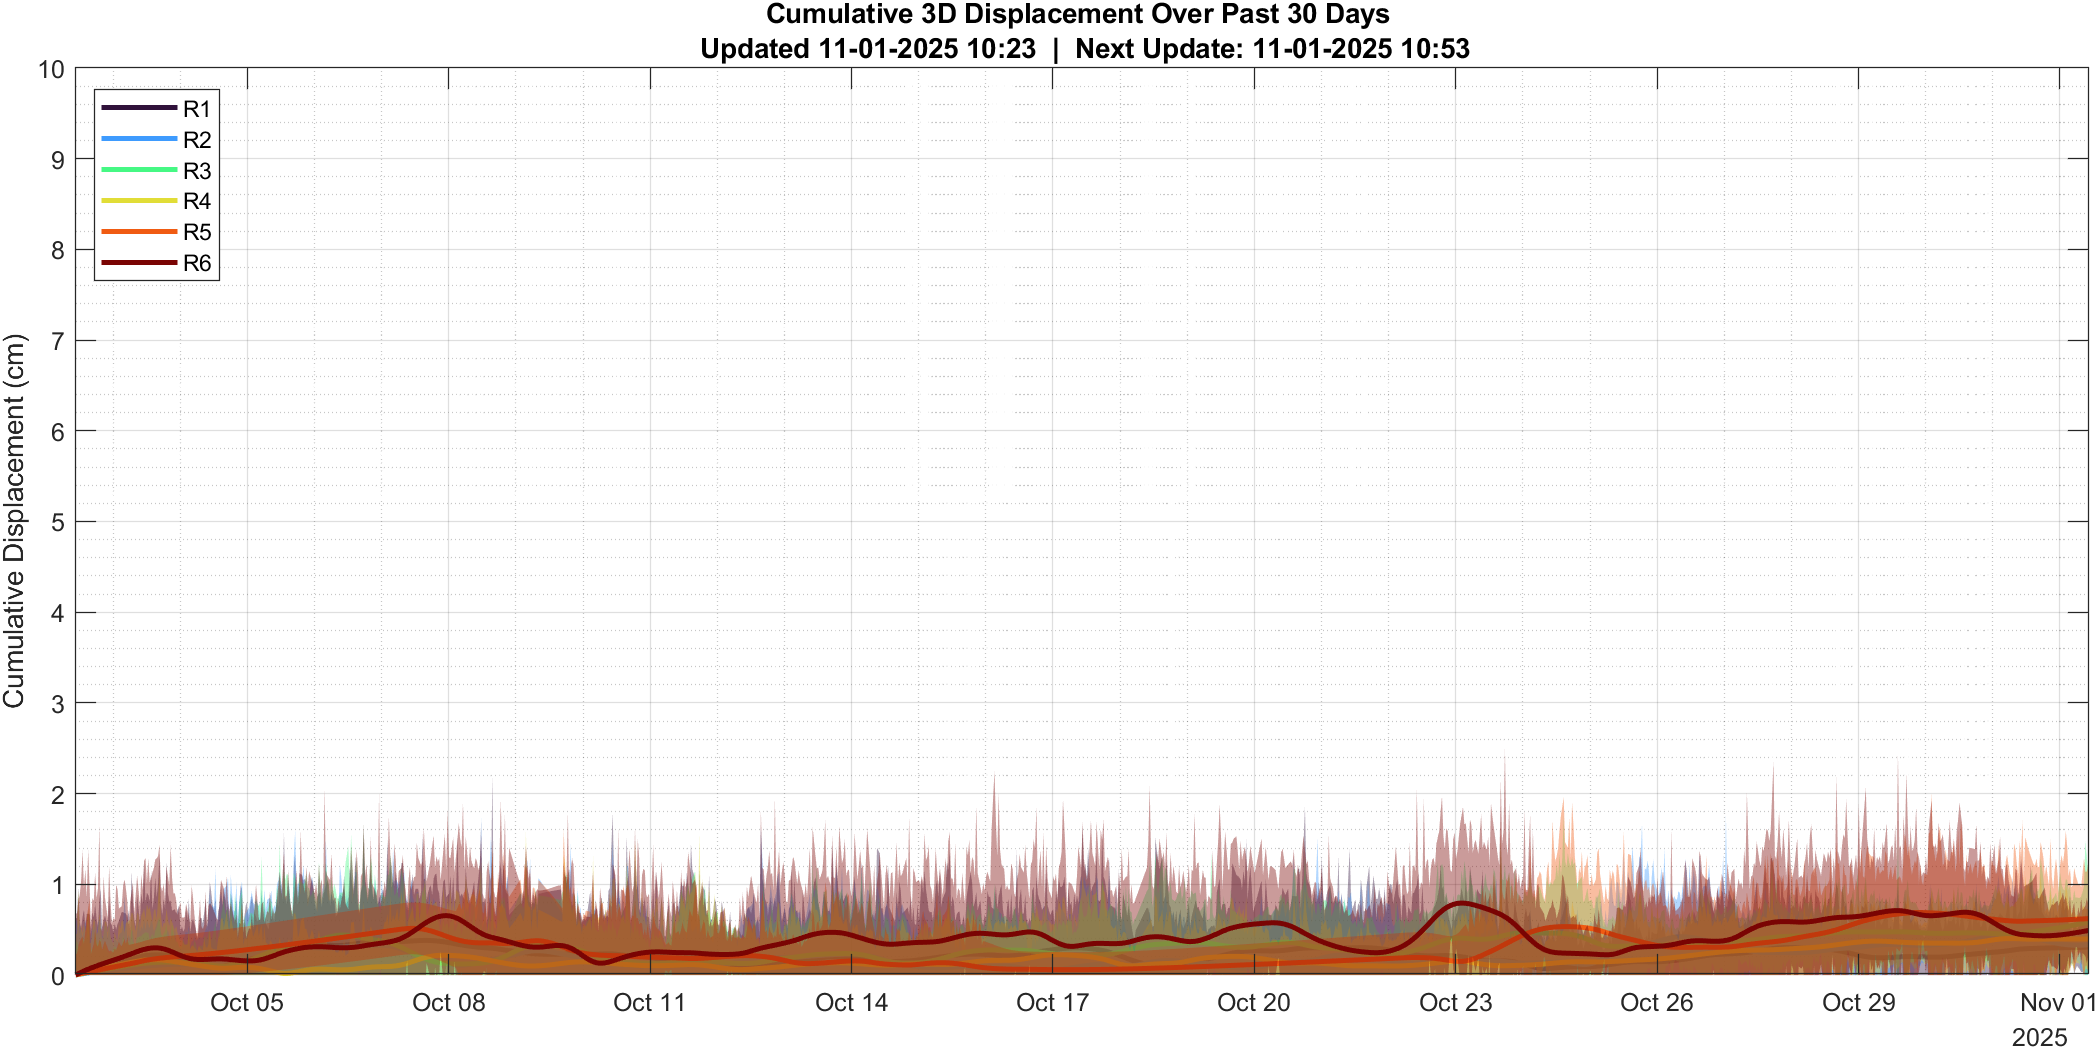 Cumulative 3D Displacement Over Past 30 Days
Updated 11-01-2025 10:23 | Next Update: 11-01-2025 10:53
Cumulative Displacement (cm)
10
9
8
7
6
5
4
3
2
1
0
R1
R2
R3
R4
R5
R6
Oct 05
Oct 08
Oct 11
Oct 14
Oct 17
Oct 20
Oct 23
Oct 26
Oct 29
Nov 01
2025